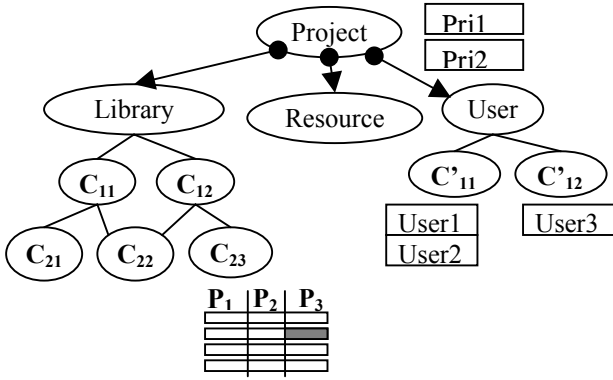 Project
Pri1
Pri2
Library
Resource
User
C11 C12
C'11 C'12
User1
User2
User3
C21 C22 C23
P1 P2 P3